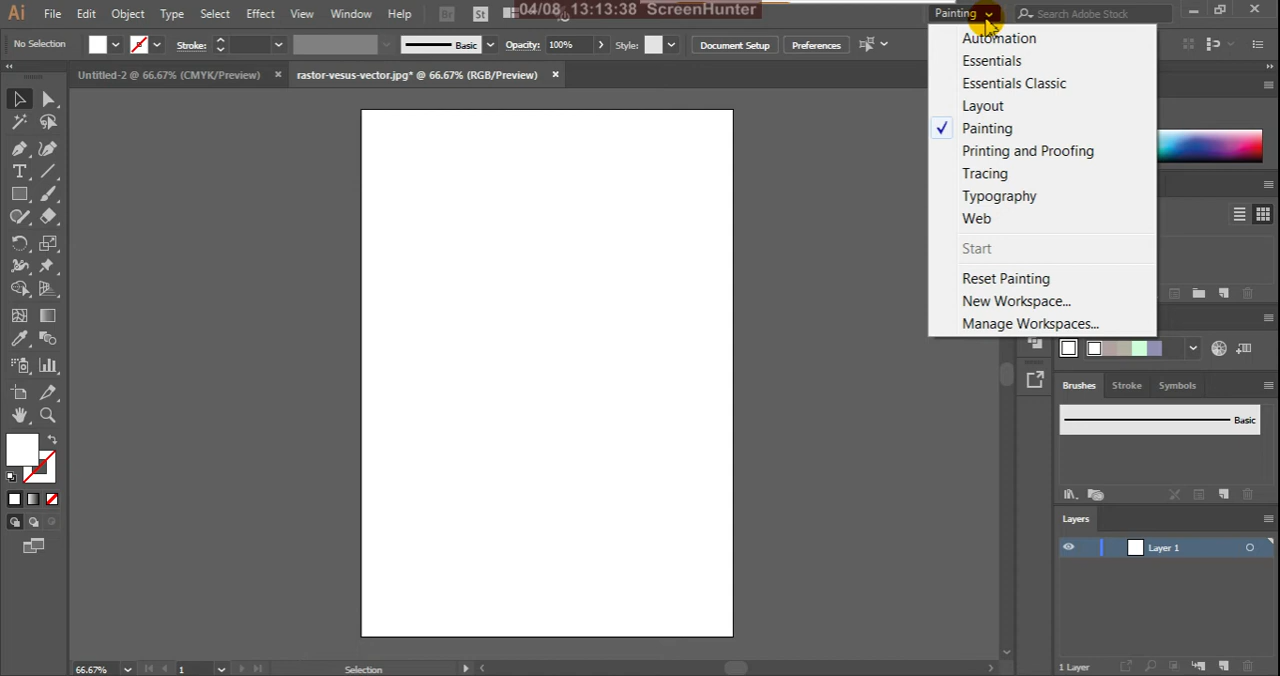 04/08 13:13:38 ScreenHunter
Ai File Edit Object Type Select Effect View Window Help Br St Painting Search Adobe Stock
No Selection Stroke: Basic Opacity: 100% Style: Document Setup Preferences
Untitled-2 @ 66.67% (CMYK/Preview) × rastor-vesus-vector.jpg* @ 66.67% (RGB/Preview) ×
Automation
Essentials
Essentials Classic
Layout
Painting
Printing and Proofing
Tracing
Typography
Web
Start
Reset Painting
New Workspace...
Manage Workspaces...
Brushes Stroke Symbols
Basic
Layers
Layer 1
66.67% 1 Selection 1 Layer